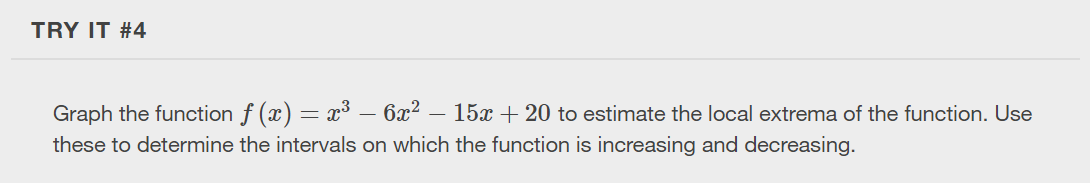 TRY IT #4
Graph the function f (x) = x³ − 6x² − 15x + 20 to estimate the local extrema of the function. Use
these to determine the intervals on which the function is increasing and decreasing.